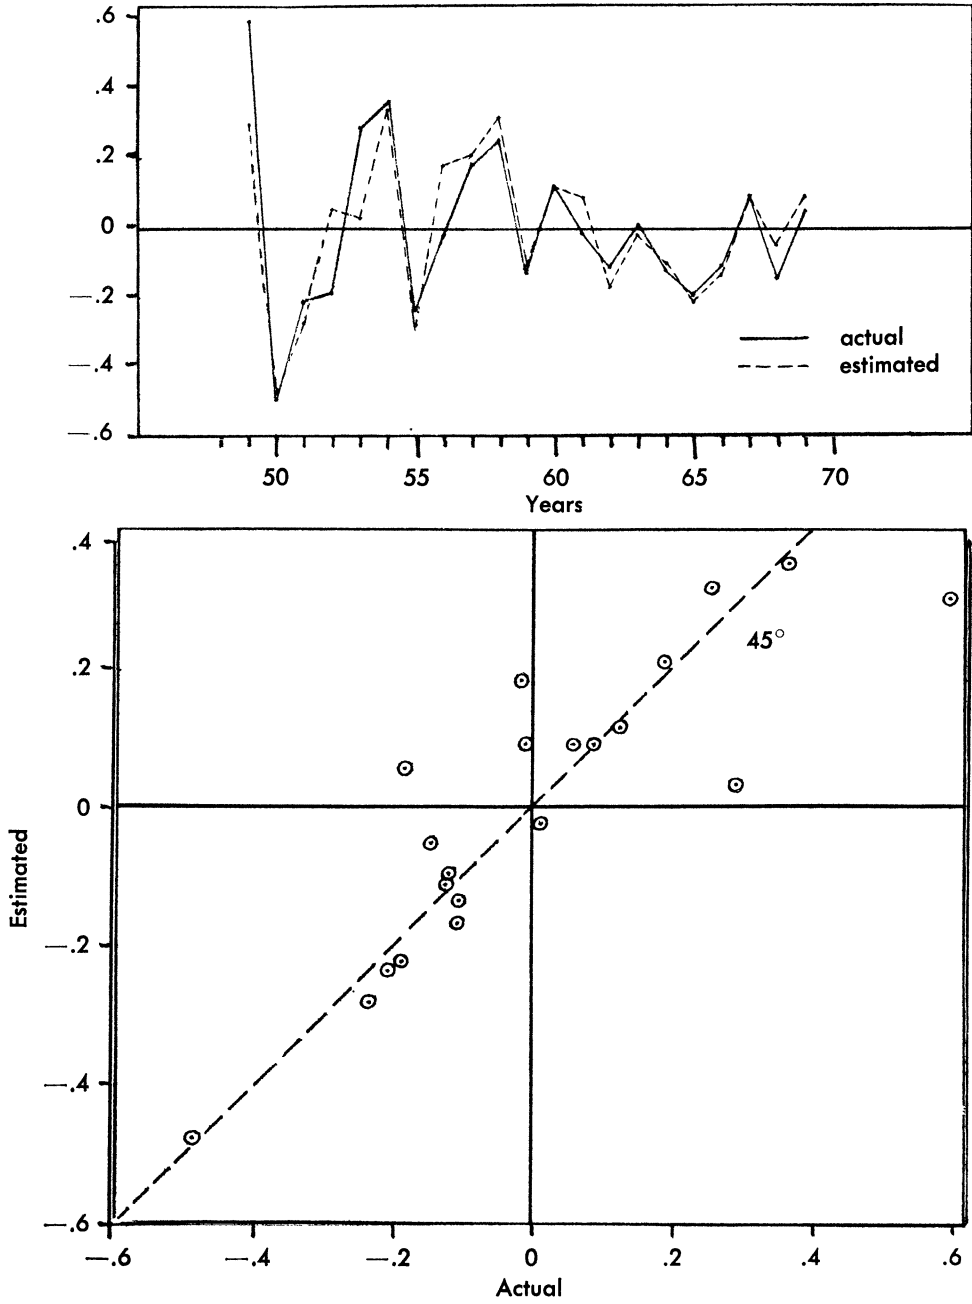 .6
.4
.2
0
—.2
—.4
—.6
actual
estimated
50 55 60 65 70
Years
.4
.2
0
—.2
—.4
—.6
45°
Estimated
—.6 —.4 —.2 0 .2 .4 .6
Actual